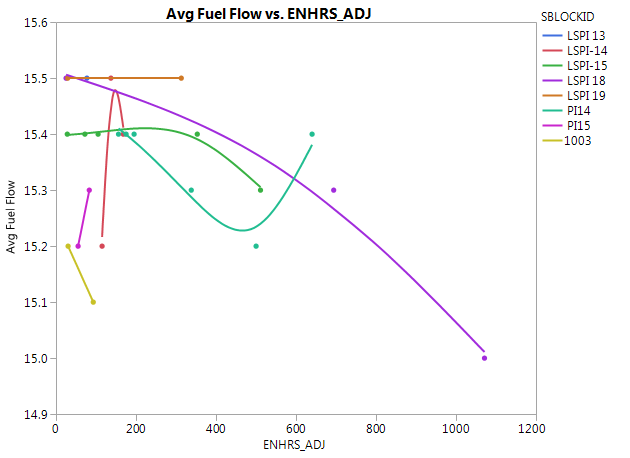 Avg Fuel Flow vs. ENHRS_ADJ
SBLOCKID
LSPI 13
LSPI-14
LSPI-15
LSPI 18
LSPI 19
PI14
PI15
1003
Avg Fuel Flow
15.6
15.5
15.4
15.3
15.2
15.1
15.0
14.9
0 200 400 600 800 1000 1200
ENHRS_ADJ